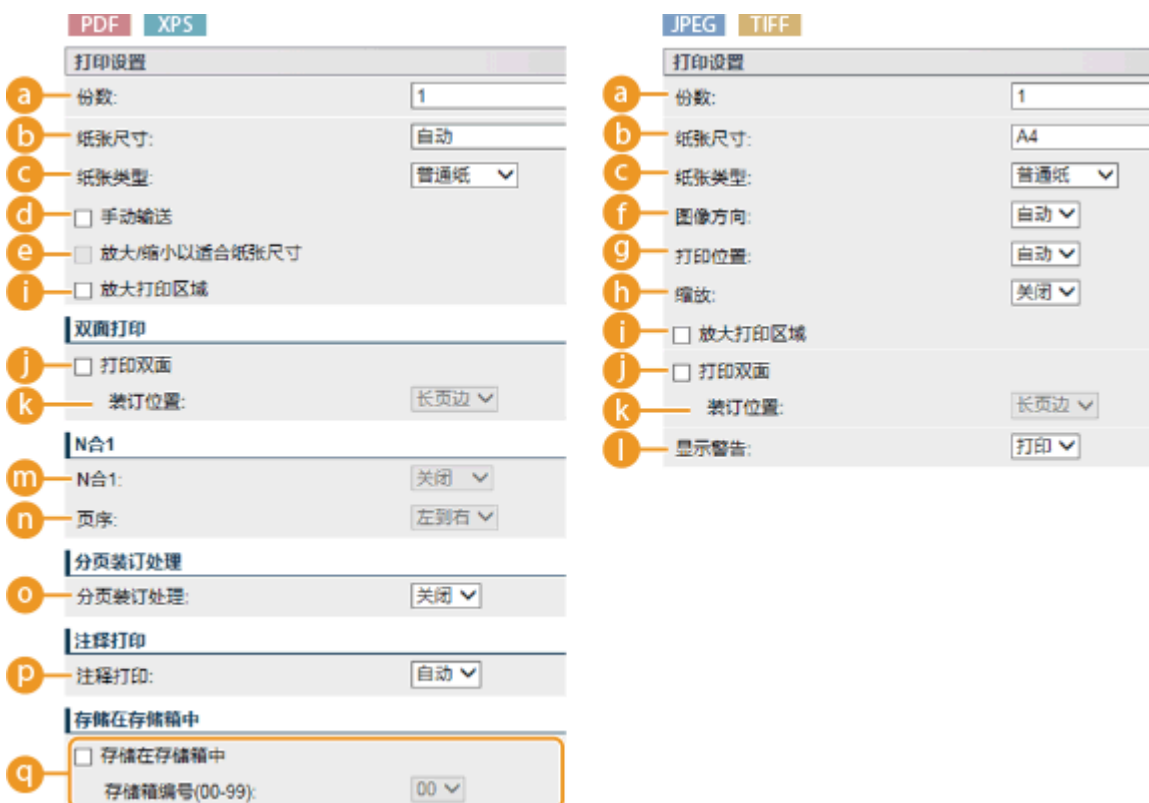 PDF XPS
打印设置
a 份数: 1
b 纸张尺寸: 自动
c 纸张类型: 普通纸
d 手动输送
e 放大/缩小以适合纸张尺寸
i 放大打印区域
双面打印
j 打印双面
k 装订位置: 长页边
N合1
m N合1: 关闭
n 页序: 左到右
分页装订处理
o 分页装订处理: 关闭
注释打印
p 注释打印: 自动
存储在存储箱中
q 存储在存储箱中
存储箱编号(00-99): 00
JPEG TIFF
打印设置
a 份数: 1
b 纸张尺寸: A4
c 纸张类型: 普通纸
f 图像方向: 自动
g 打印位置: 自动
h 缩放: 关闭
i 放大打印区域
j 打印双面
k 装订位置: 长页边
l 显示警告: 打印